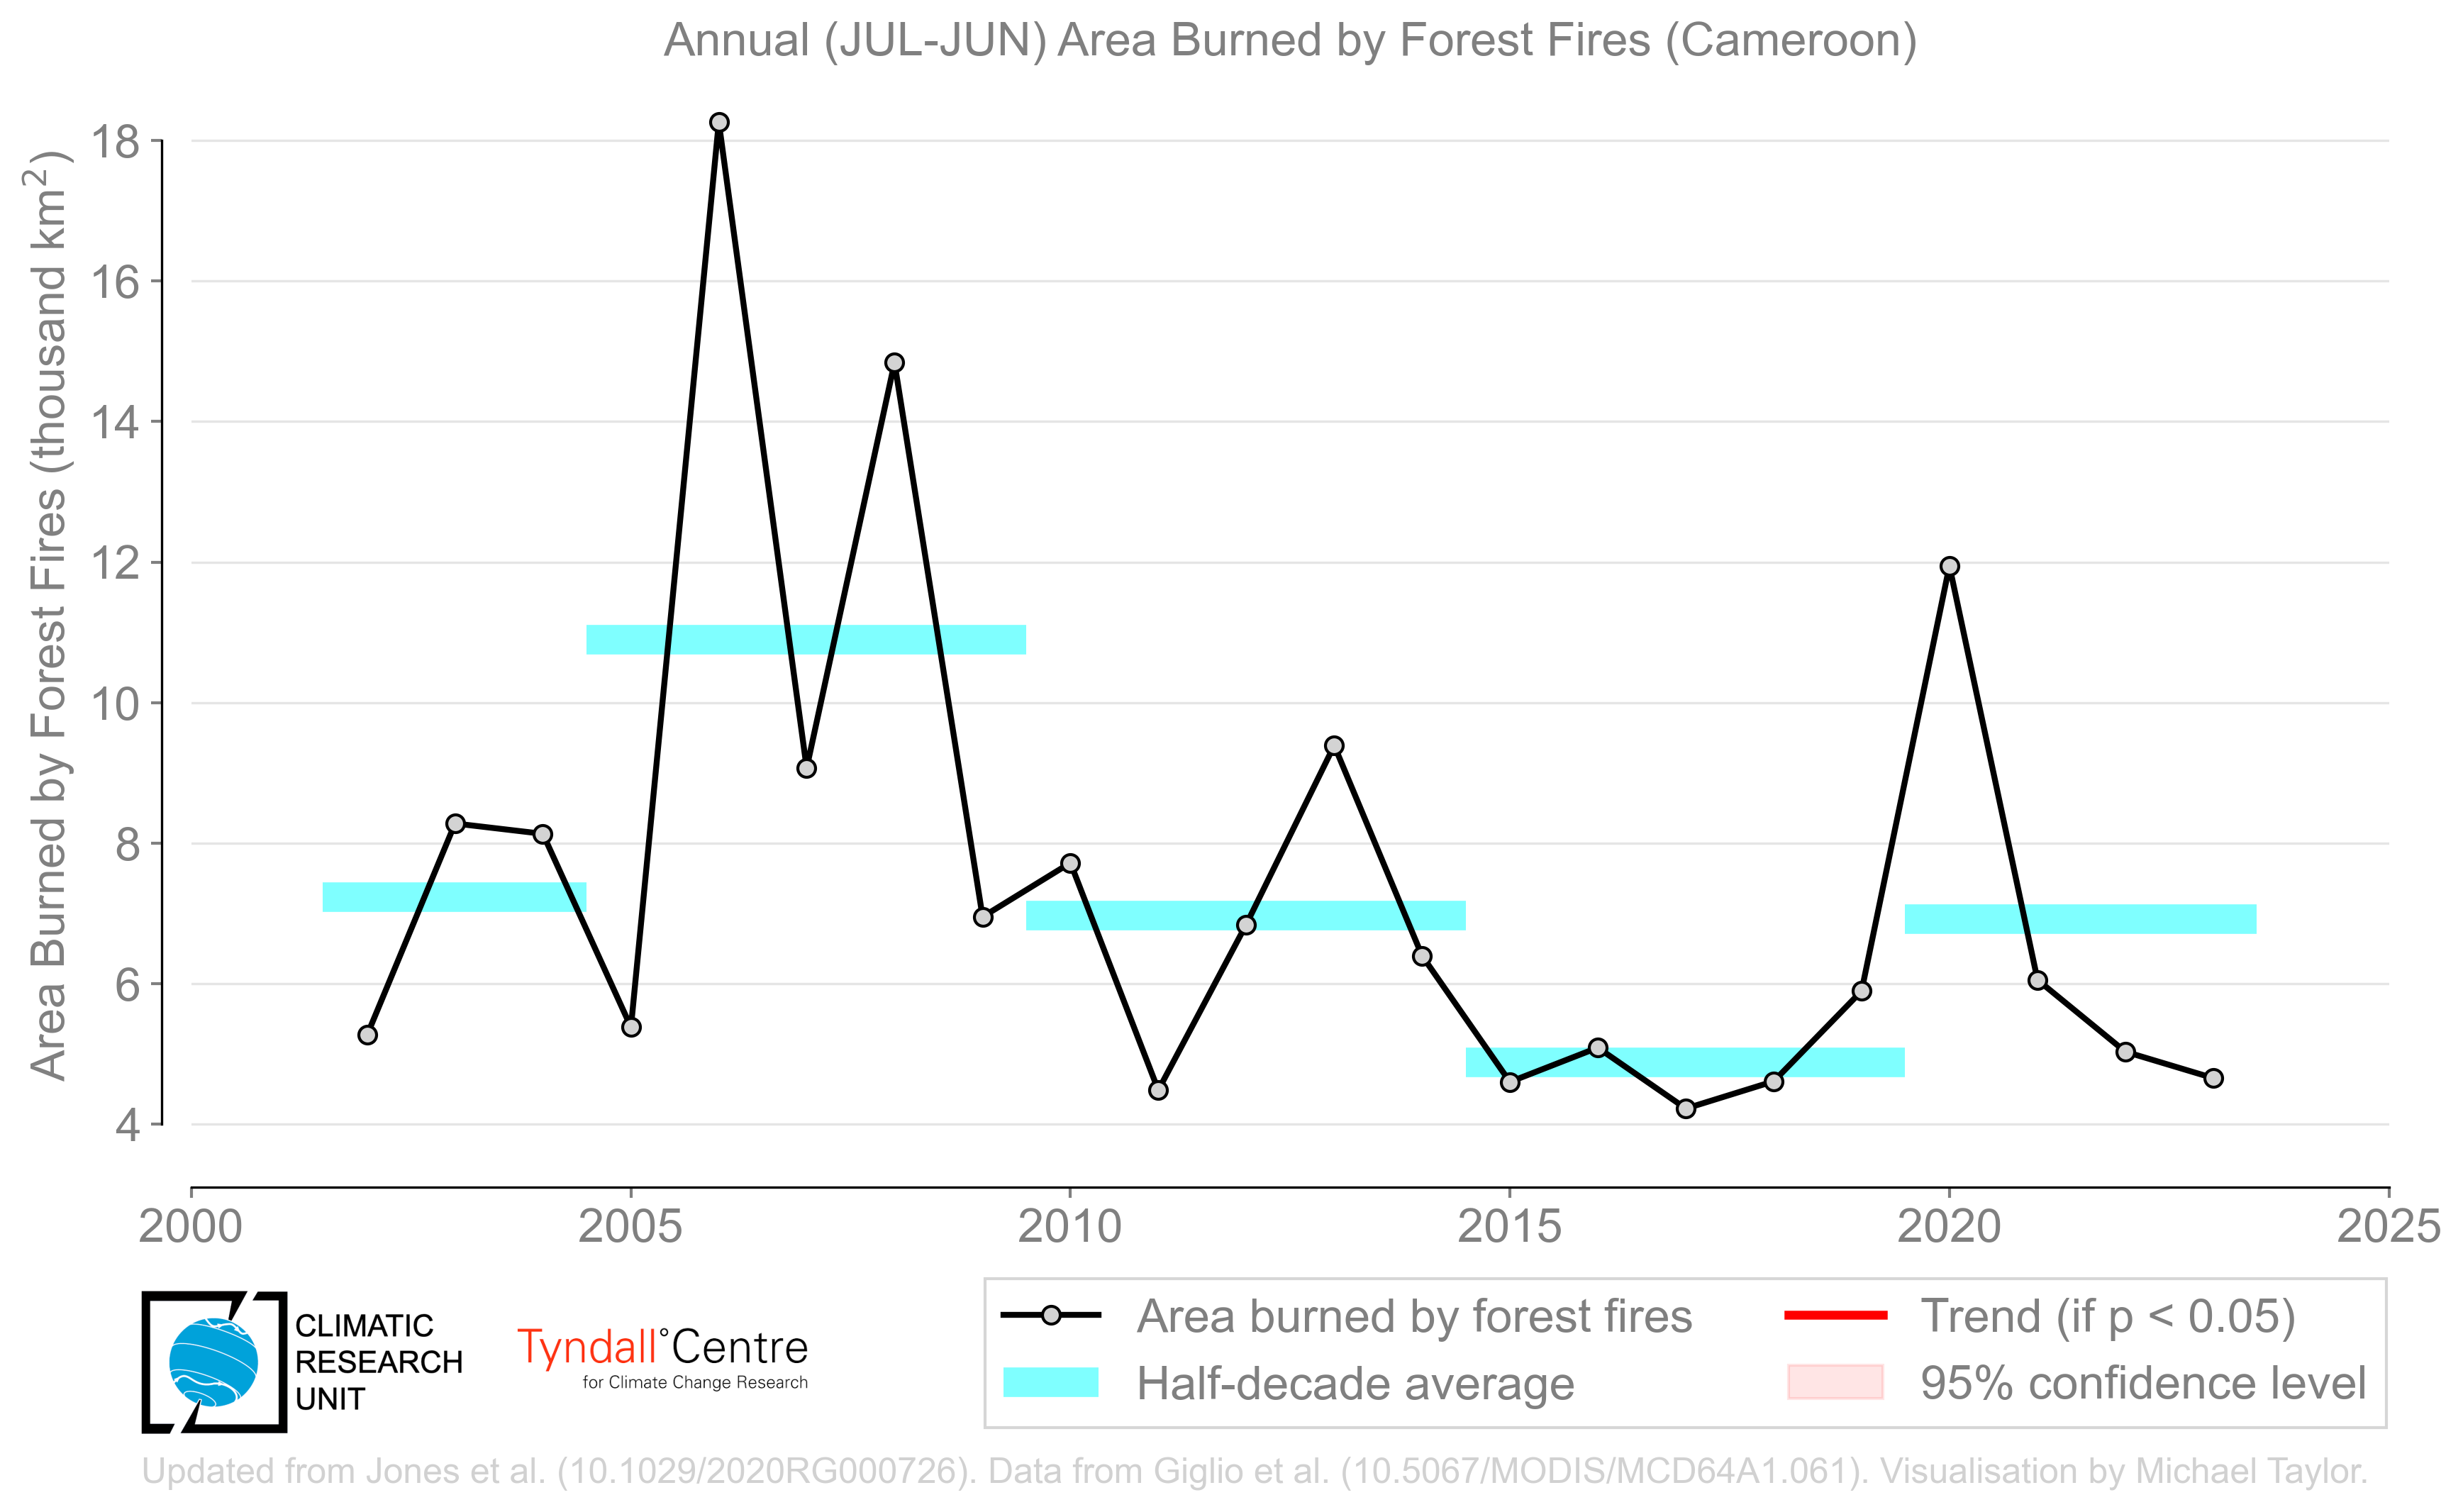 Annual (JUL-JUN) Area Burned by Forest Fires (Cameroon)
Area Burned by Forest Fires (thousand km²)
18
16
14
12
10
8
6
4
2000 2005 2010 2015 2020 2025
CLIMATIC
RESEARCH
UNIT
Tyndall°Centre
for Climate Change Research
Area burned by forest fires
Half-decade average
Trend (if p < 0.05)
95% confidence level
Updated from Jones et al. (10.1029/2020RG000726). Data from Giglio et al. (10.5067/MODIS/MCD64A1.061). Visualisation by Michael Taylor.